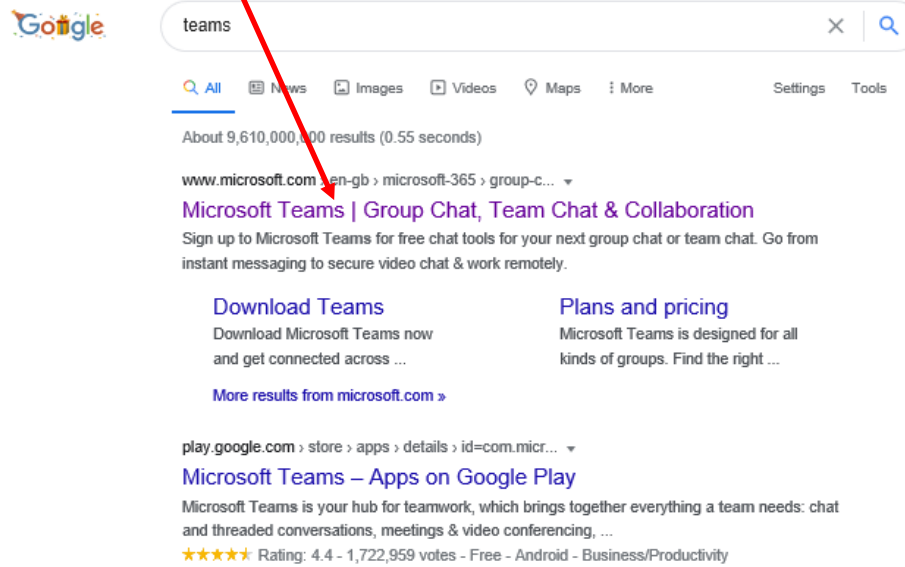 Google
teams
All News Images Videos Maps More Settings Tools
About 9,610,000,000 results (0.55 seconds)
www.microsoft.com › en-gb › microsoft-365 › group-c...
Microsoft Teams | Group Chat, Team Chat & Collaboration
Sign up to Microsoft Teams for free chat tools for your next group chat or team chat. Go from
instant messaging to secure video chat & work remotely.
Download Teams
Download Microsoft Teams now
and get connected across ...
Plans and pricing
Microsoft Teams is designed for all
kinds of groups. Find the right ...
More results from microsoft.com »
play.google.com › store › apps › details › id=com.micr...
Microsoft Teams – Apps on Google Play
Microsoft Teams is your hub for teamwork, which brings together everything a team needs: chat
and threaded conversations, meetings & video conferencing, ...
★★★★★ Rating: 4.4 - 1,722,959 votes - Free - Android - Business/Productivity